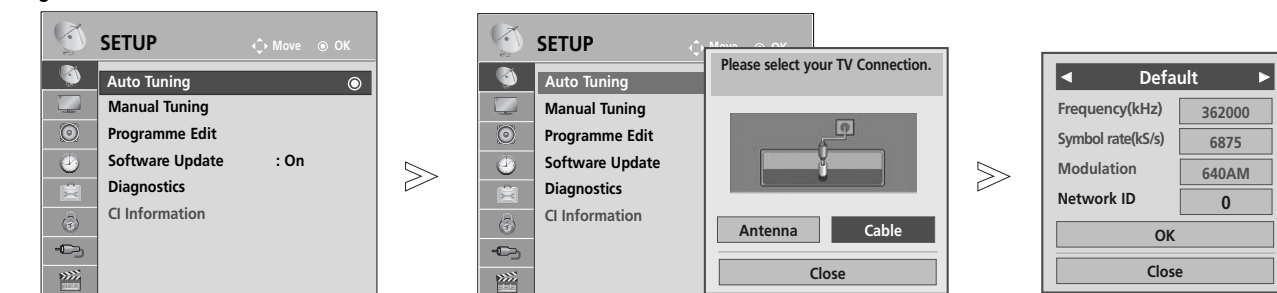 SETUP
Move OK
Auto Tuning
Manual Tuning
Programme Edit
Software Update : On
Diagnostics
CI Information
SETUP
Move OK
Auto Tuning
Manual Tuning
Programme Edit
Software Update
Diagnostics
CI Information
Please select your TV Connection.
Antenna Cable
Close
◄ Default ►
Frequency(kHz) 362000
Symbol rate(kS/s) 6875
Modulation 640AM
Network ID 0
OK
Close